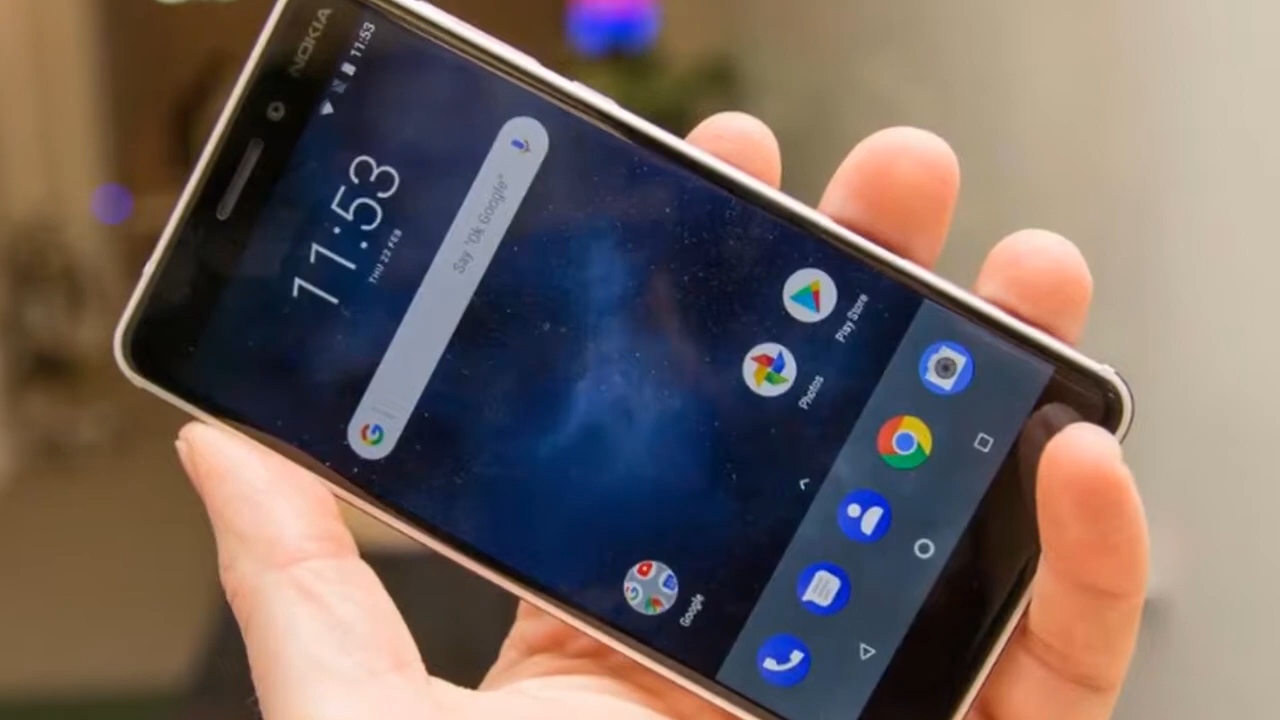 NOKIA
11:53
11:53
THU 22 FEB
Say "Ok Google"
Play Store
Photos
Google